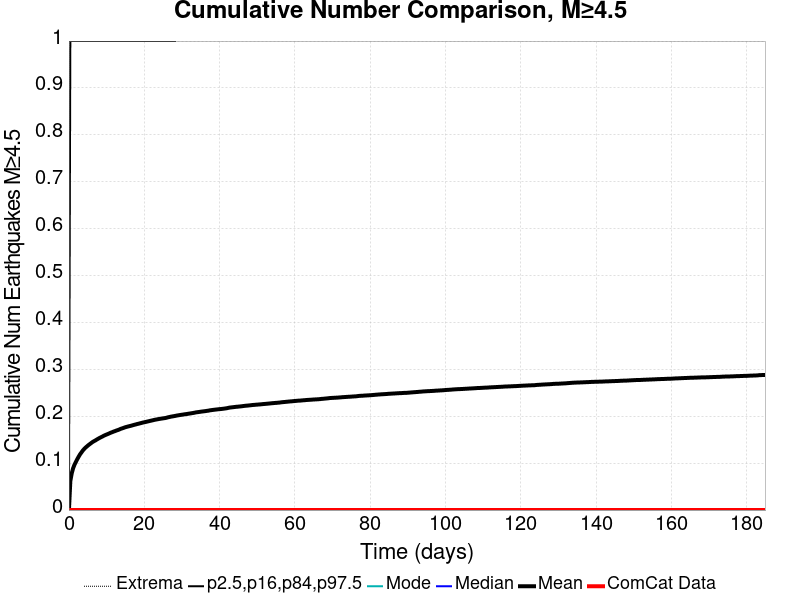 Cumulative Number Comparison, M≥4.5
Cumulative Num Earthquakes M≥4.5
1
0.9
0.8
0.7
0.6
0.5
0.4
0.3
0.2
0.1
0
0 20 40 60 80 100 120 140 160 180
Time (days)
Extrema p2.5,p16,p84,p97.5 Mode Median Mean ComCat Data